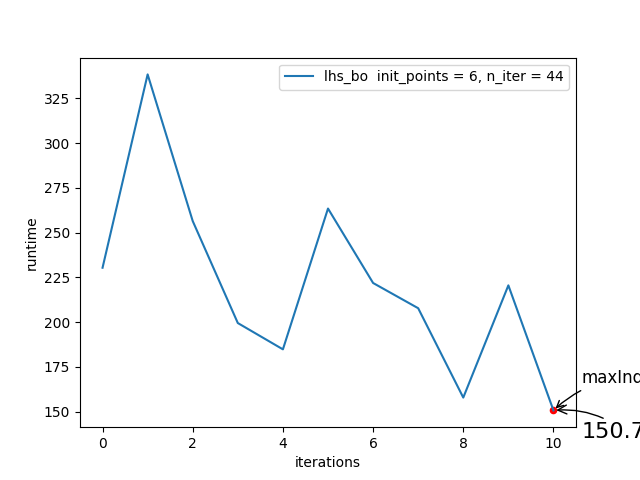 lhs_bo init_points = 6, n_iter = 44
325
300
275
250
225
200
175
150
runtime
0 2 4 6 8 10
iterations
maxInd
150.7